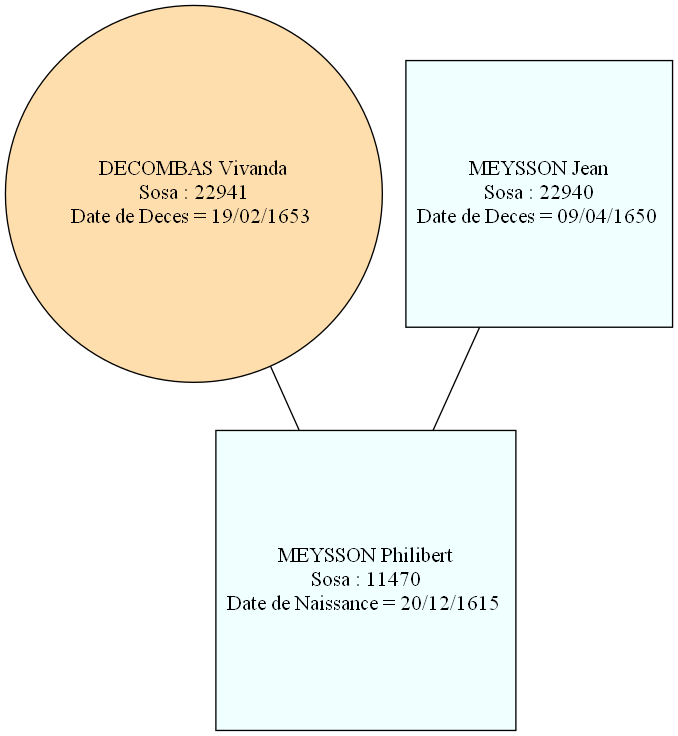 DECOMBAS Vivanda
Sosa : 22941
Date de Deces = 19/02/1653
MEYSSON Jean
Sosa : 22940
Date de Deces = 09/04/1650
MEYSSON Philibert
Sosa : 11470
Date de Naissance = 20/12/1615